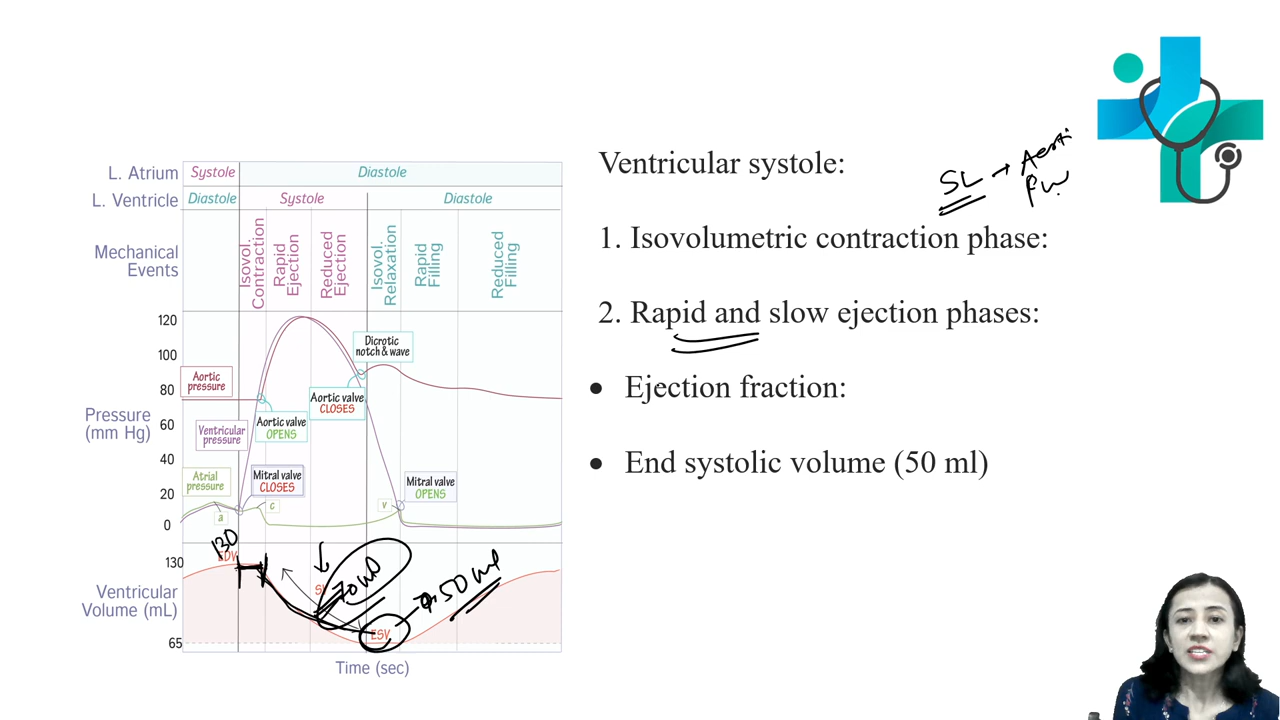 L. Atrium
Systole
Diastole
L. Ventricle
Diastole
Systole
Diastole
Mechanical
Events
Isovol.
Contraction
Rapid
Ejection
Reduced
Ejection
Isovol.
Relaxation
Rapid
Filling
Reduced
Filling
Pressure
(mm Hg)
120
100
80
60
40
20
0
Dicrotic
notch & wave
Aortic
pressure
Aortic valve
CLOSES
Aortic valve
OPENS
Ventricular
pressure
Mitral valve
CLOSES
Atrial
pressure
Mitral valve
OPENS
a
c
v
130
EDV
Ventricular
Volume (mL)
130
65
70 ml
ESV
50 ml
Time (sec)
Ventricular systole:
SL → Aortic
1. Isovolumetric contraction phase:
2. Rapid and slow ejection phases:
• Ejection fraction:
• End systolic volume (50 ml)